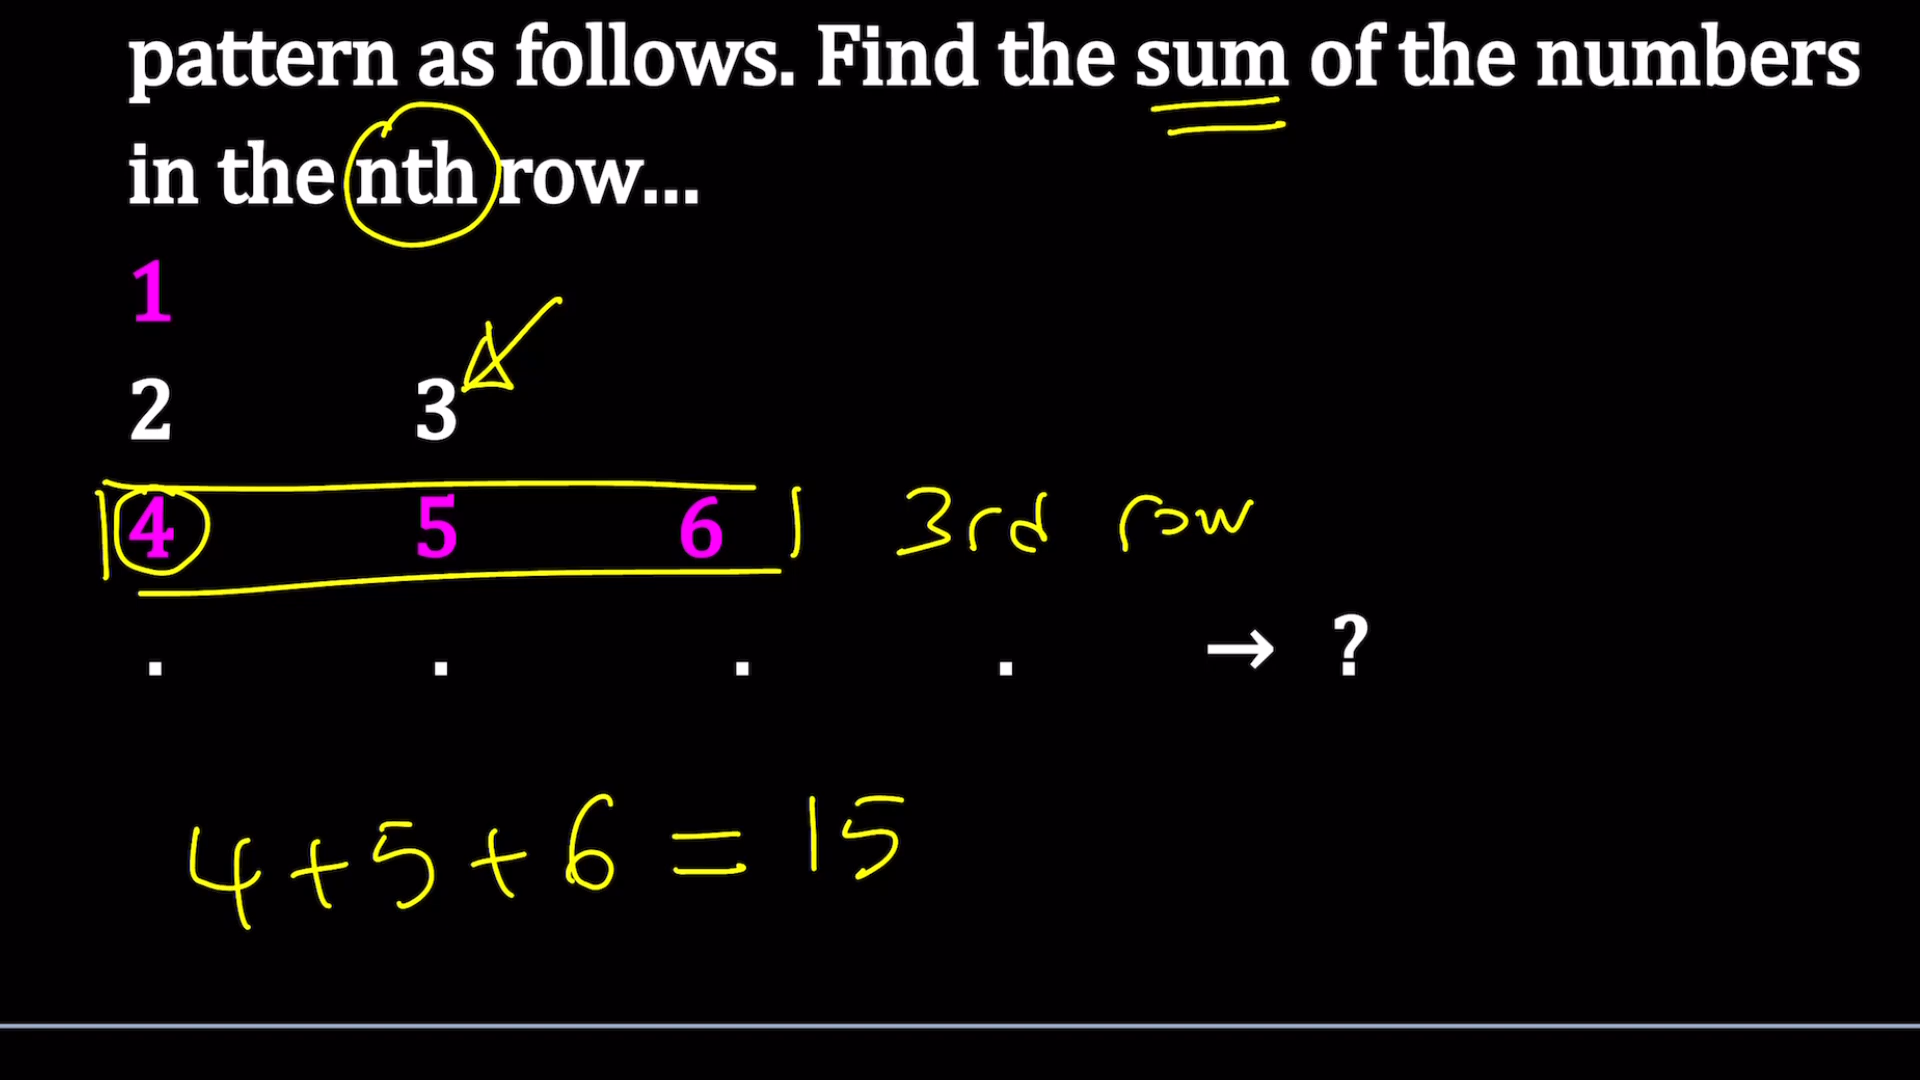 pattern as follows. Find the sum of the numbers
in the nth row...
1
2 3
4 5 6 3rd row
. . . . → ?
4+5+6 = 15